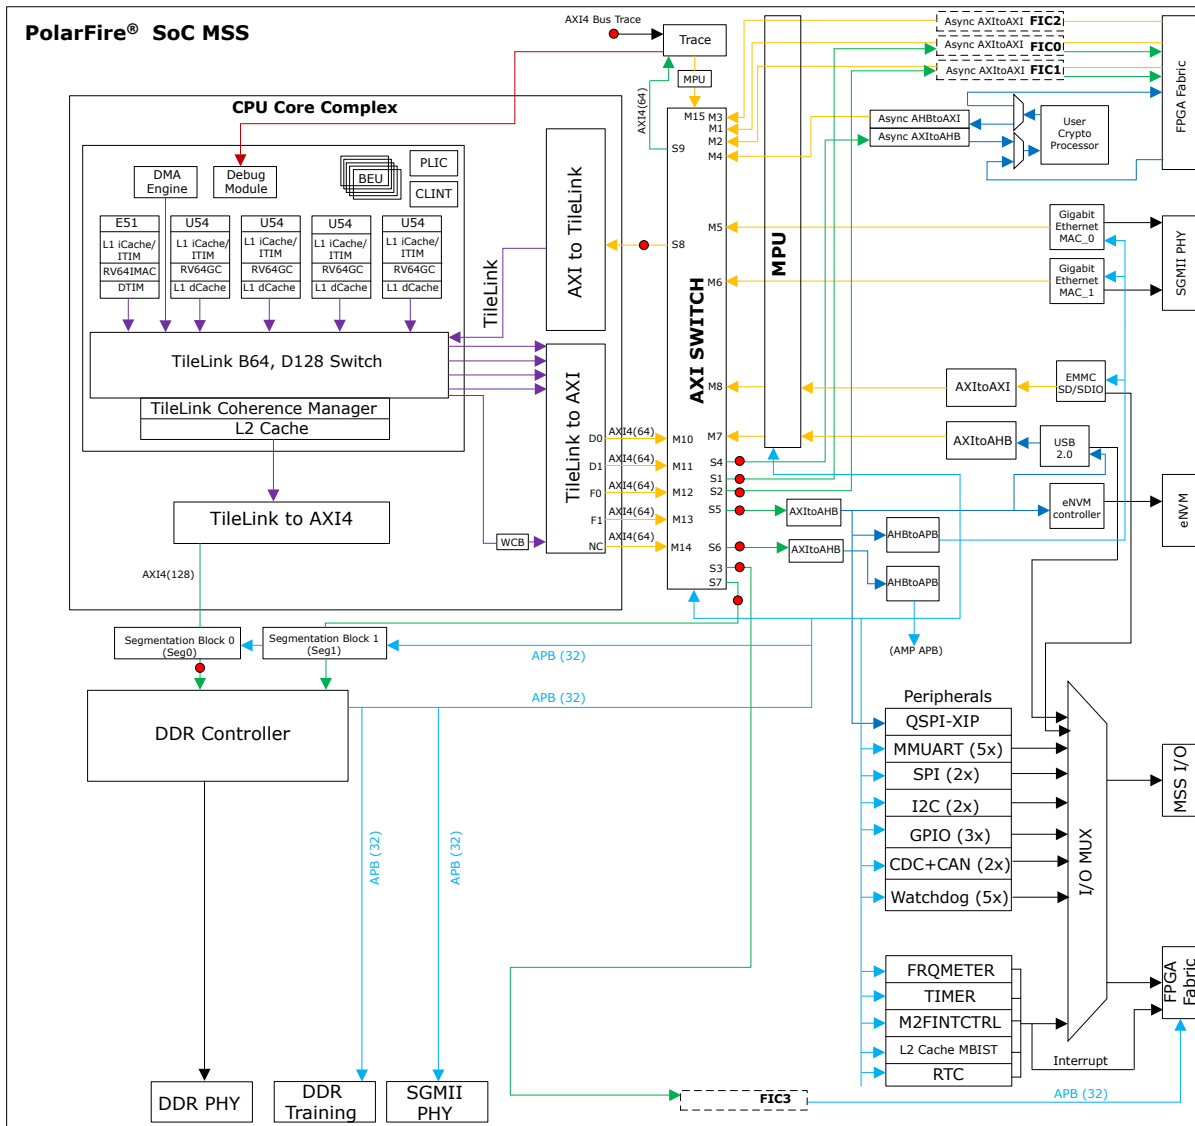 PolarFire® SoC MSS
AXI4 Bus Trace
Trace
MPU
AXI4(64)
Async AXItoAXI FIC2
Async AXItoAXI FIC0
Async AXItoAXI FIC1
Async AHBtoAXI
Async AXItoAHB
User
Crypto
Processor
FPGA Fabric
CPU Core Complex
DMA
Engine
Debug
Module
BEU
PLIC
CLINT
E51
L1 iCache/
ITIM
RV64IMAC
DTIM
U54
L1 iCache/
ITIM
RV64GC
L1 dCache
U54
L1 iCache/
ITIM
RV64GC
L1 dCache
U54
L1 iCache/
ITIM
RV64GC
L1 dCache
U54
L1 iCache/
ITIM
RV64GC
L1 dCache
TileLink
AXI to TileLink
TileLink B64, D128 Switch
TileLink Coherence Manager
L2 Cache
TileLink to AXI4
AXI4(128)
WCB
TileLink to AXI
D0
D1
F0
F1
NC
AXI4(64)
AXI4(64)
AXI4(64)
AXI4(64)
AXI4(64)
AXI SWITCH
M15
M3
M1
M2
M4
S9
M5
S8
M6
M8
M7
M10
M11
M12
M13
M14
S4
S1
S2
S5
S6
S3
S7
MPU
Gigabit
Ethernet
MAC_0
Gigabit
Ethernet
MAC_1
SGMII PHY
AXItoAXI
EMMC
SD/SDIO
AXItoAHB
USB
2.0
AXItoAHB
AXItoAHB
AHBtoAPB
AHBtoAPB
eNVM
controller
eNVM
(AMP APB)
Segmentation Block 0
(Seg0)
Segmentation Block 1
(Seg1)
APB (32)
APB (32)
DDR Controller
APB (32)
APB (32)
DDR PHY
DDR
Training
SGMII
PHY
Peripherals
QSPI-XIP
MMUART (5x)
SPI (2x)
I2C (2x)
GPIO (3x)
CDC+CAN (2x)
Watchdog (5x)
FRQMETER
TIMER
M2FINTCTRL
L2 Cache MBIST
RTC
I/O MUX
MSS I/O
FPGA
Fabric
Interrupt
FIC3
APB (32)